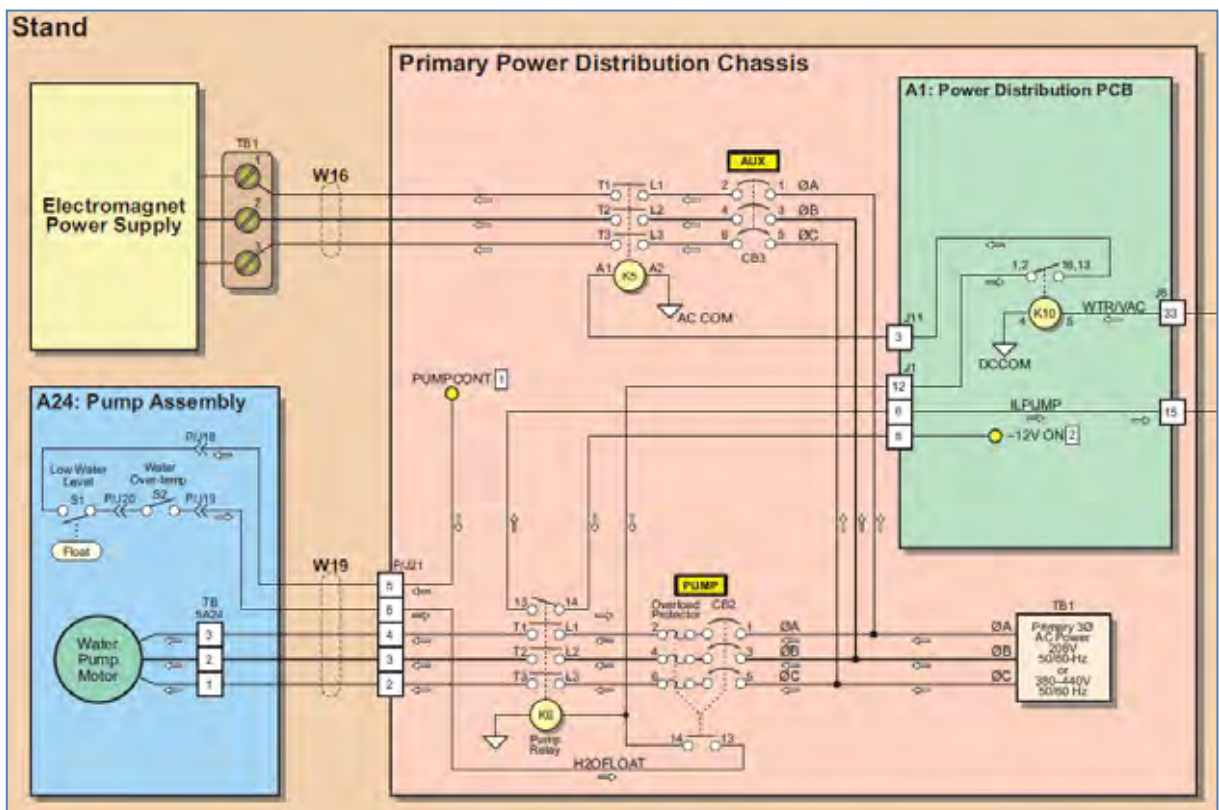 Stand
Primary Power Distribution Chassis
A1: Power Distribution PCB
Electromagnet
Power Supply
TB1
1
2
3
W16
T1
L1
T2
L2
T3
L3
A1
K5
A2
AC COM
AUX
2
1
ØA
4
3
ØB
6
5
ØC
CB3
1,2
16,13
K10
4
5
WTR/VAC
J5
33
DCCOM
J11
3
J1
12
6
8
ILPUMP
15
–12V ON
2
PUMPCONT
1
A24: Pump Assembly
P/J18
Low Water
Level
S1
P/J20
Water
Over-temp
S2
P/J19
Float
W19
P/J21
5
6
4
3
2
TB
5A24
3
2
1
Water
Pump
Motor
13
14
T1
L1
T2
L2
T3
L3
Pump
Relay
PUMP
Overload
Protector
CB2
2
1
ØA
4
3
ØB
6
5
ØC
14
13
H2OFLOAT
ØA
ØB
ØC
TB1
Primary 3Ø
AC Power
208V
50/60-Hz
or
380–440V
50/60 Hz